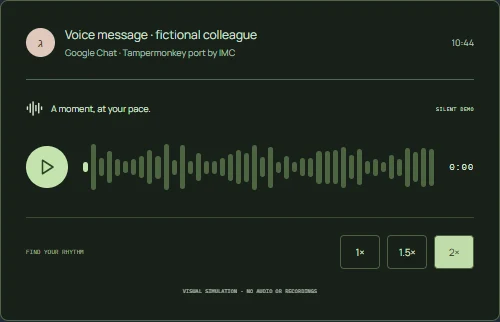 λ
Voice message · fictional colleague
Google Chat · Tampermonkey port by IMC
10:44
A moment, at your pace.
SILENT DEMO
0:00
FIND YOUR RHYTHM
1×
1.5×
2×
VISUAL SIMULATION · NO AUDIO OR RECORDINGS